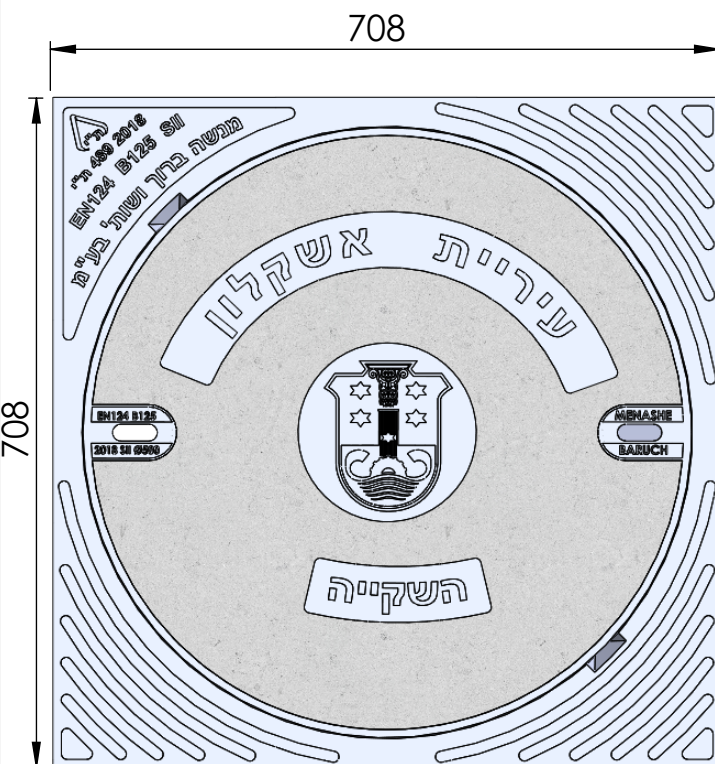 708
708
ת"י
ת"י 489 2018
EN124 B125 SII
מנשה ברוך ושות' בע"מ
עיריית אשקלון
EN124 B125
2018 SII Ø500
MENASHE
BARUCH
השקייה